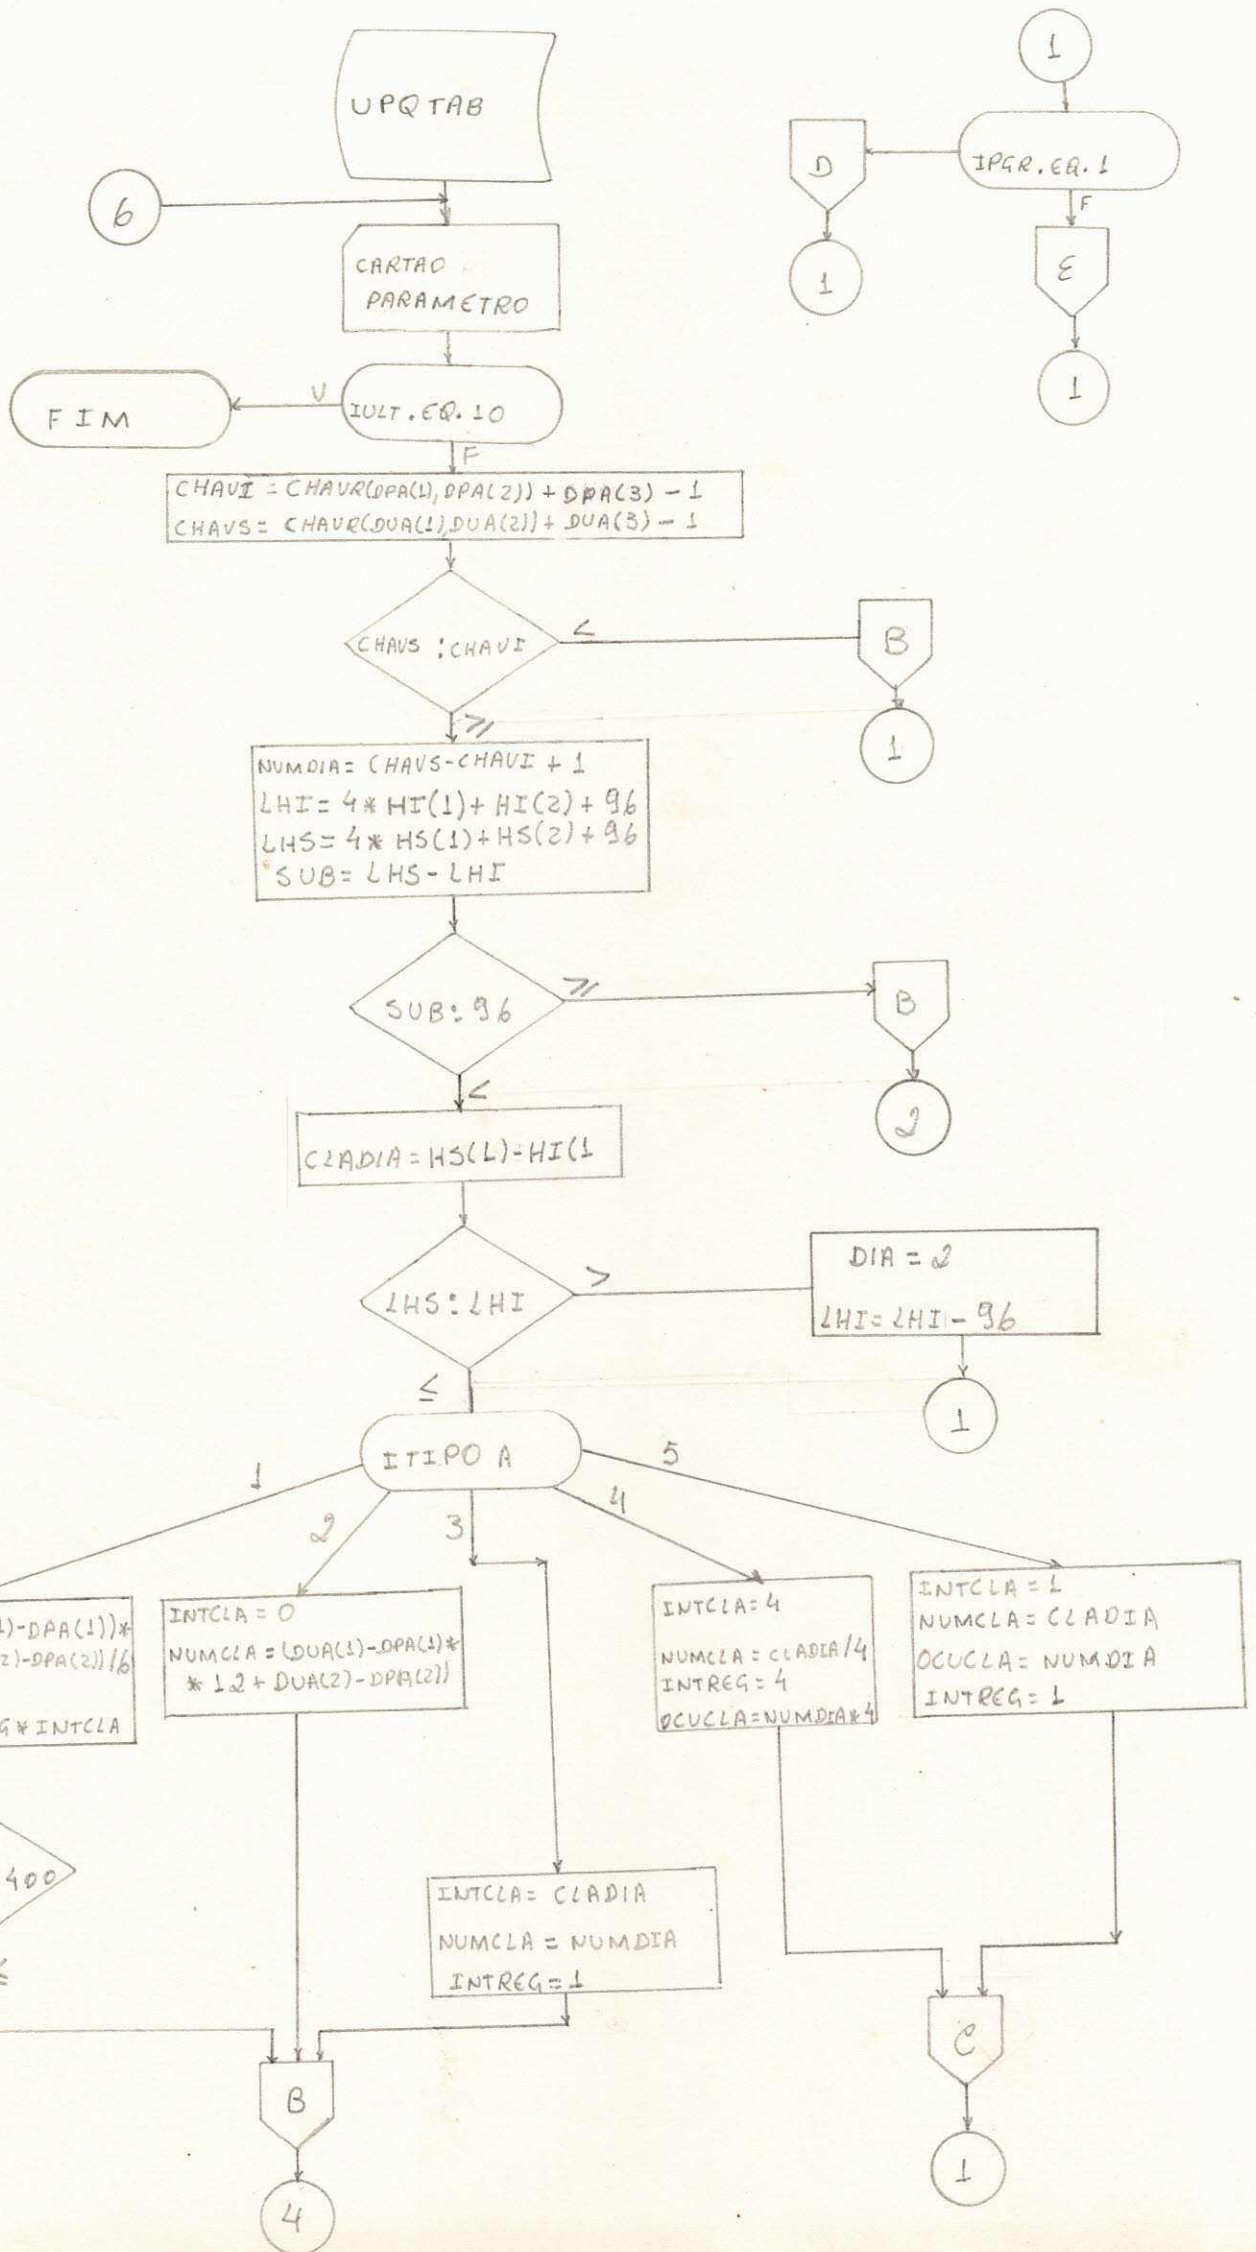 UPQTAB
6
CARTAO
PARAMETRO
FIM
V
IULT.EQ.10
F
CHAVI = CHAVR(DPA(1),DPA(2)) + DPA(3) - 1
CHAVS = CHAVR(DUA(1),DUA(2)) + DUA(3) - 1
CHAVS : CHAVI
<
B
1
≥
NUMDIA = CHAVS-CHAVI + 1
LHI = 4* HI(1) + HI(2) + 96
LHS = 4* HS(1) + HS(2) + 96
SUB = LHS - LHI
SUB : 96
≥
B
2
<
CLADIA = HS(L)-HI(1
LHS : LHI
>
DIA = 2
LHI = LHI - 96
1
≤
ITIPO A
1
2
3
4
5
1)-DPA(1))*
2)-DPA(2))/6
G*INTCLA
INTCLA = 0
NUMCLA = (DUA(1)-DPA(1)*
*12 + DUA(2)-DPA(2))
INTCLA = 4
NUMCLA = CLADIA/4
INTREG = 4
OCUCLA = NUMDIA*4
INTCLA = 1
NUMCLA = CLADIA
OCUCLA = NUMDIA
INTREG = 1
400
≤
INTCLA = CLADIA
NUMCLA = NUMDIA
INTREG = 1
B
4
C
1
1
IPGR.EQ.1
D
1
F
E
1